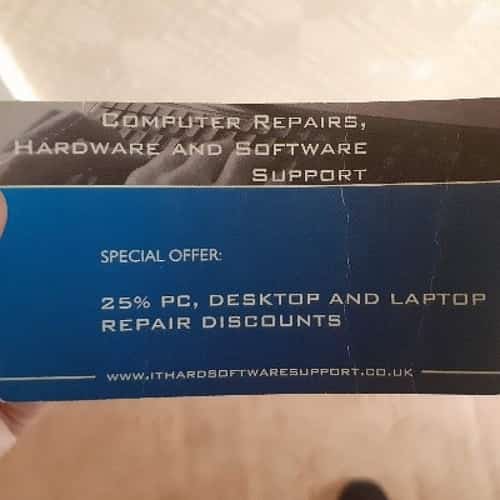 Computer Repairs,
Hardware and Software
Support
SPECIAL OFFER:
25% PC, DESKTOP AND LAPTOP
REPAIR DISCOUNTS
WWW.ITHARDSOFTWARESUPPORT.CO.UK